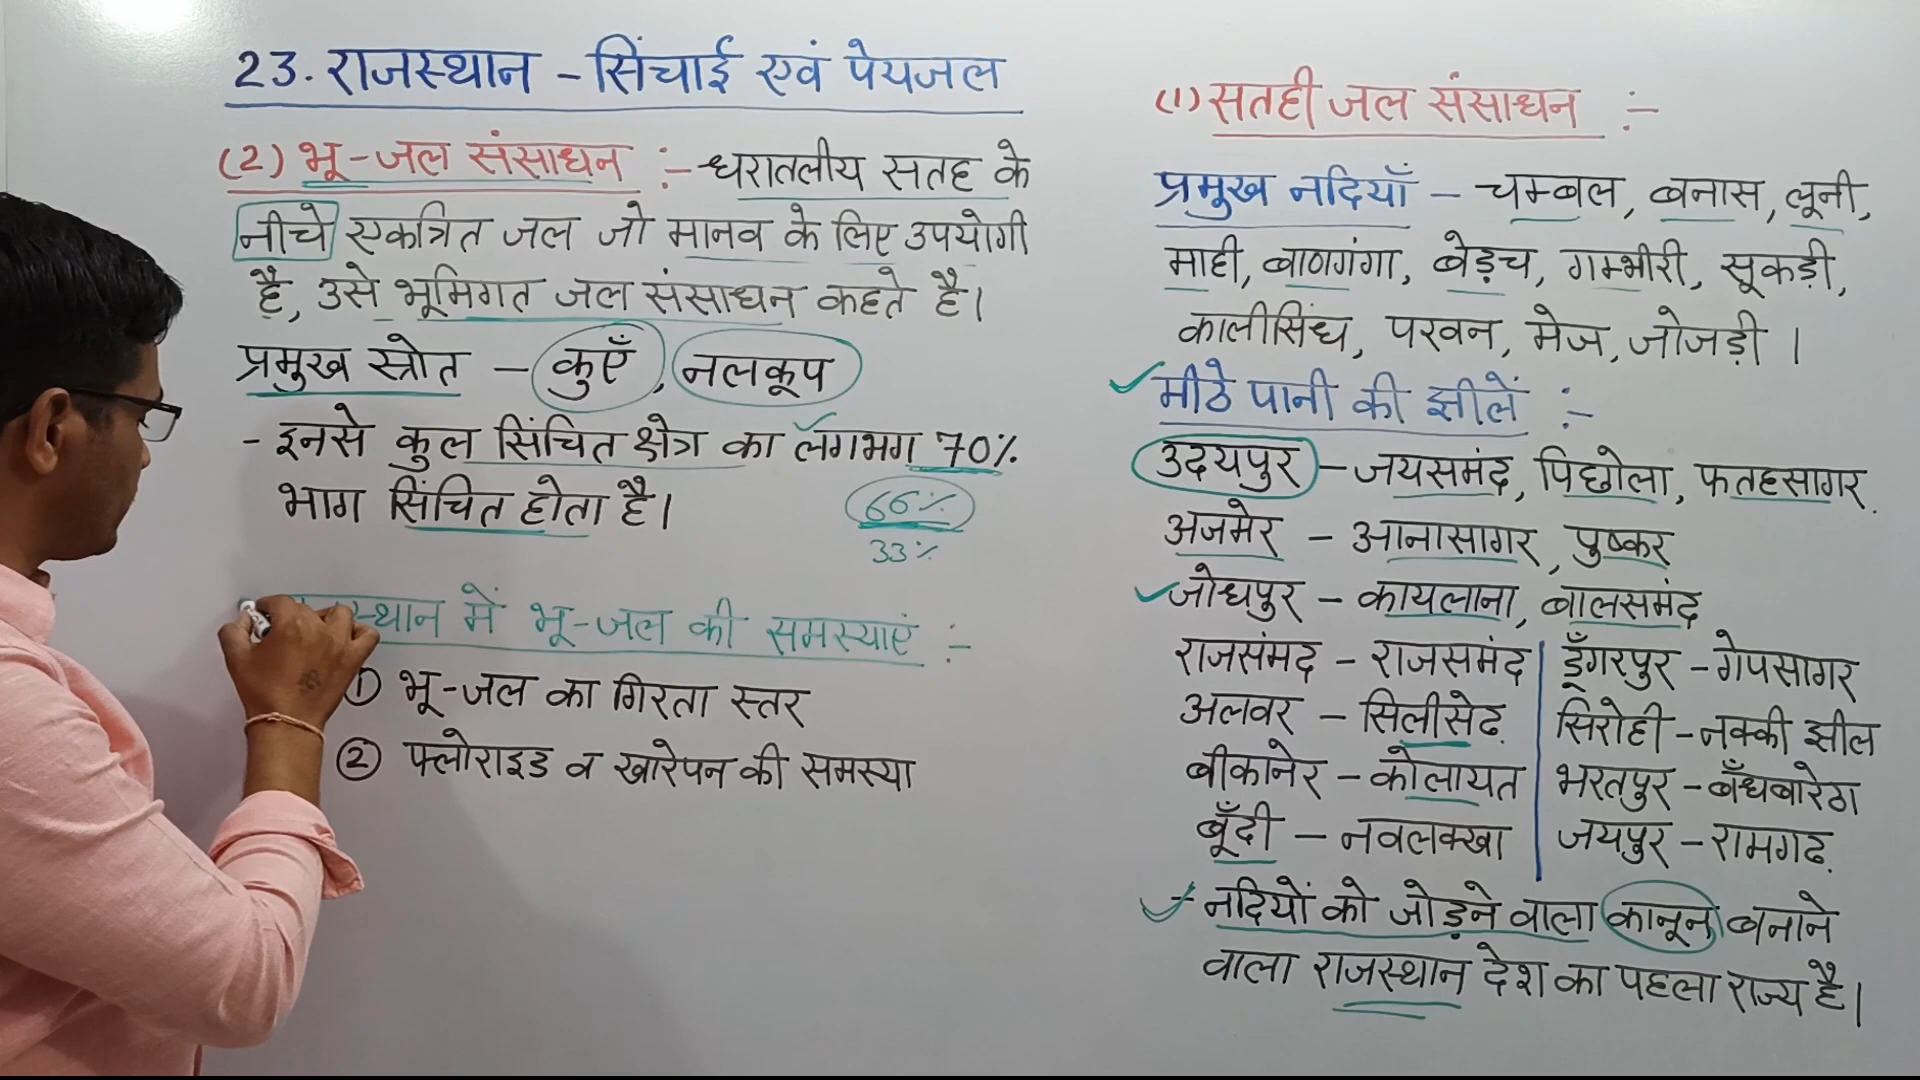 23. राजस्थान - सिंचाई एवं पेयजल
(2) भू-जल संसाधन :- धरातलीय सतह के
नीचे एकत्रित जल जो मानव के लिए उपयोगी
है, उसे भूमिगत जल संसाधन कहते है।
प्रमुख स्रोत - कुएँ, नलकूप
- इनसे कुल सिंचित क्षेत्र का लगभग 70%
भाग सिंचित होता है।
66%
33%
में भू-जल की समस्याएं :-
① भू-जल का गिरता स्तर
② फ्लोराइड व खारेपन की समस्या
(1) सतही जल संसाधन :-
प्रमुख नदियाँ - चम्बल, बनास, लूनी,
माही, बाणगंगा, बेड़च, गम्भीरी, सूकड़ी,
कालीसिंध, परवन, मेज, जोजड़ी ।
मीठे पानी की झीलें :-
उदयपुर - जयसमंद, पिछोला, फतहसागर.
अजमेर - आनासागर, पुष्कर
जोधपुर - कायलाना, बालसमंद
राजसंमद - राजसमंद | डूँगरपुर - गेपसागर
अलवर - सिलीसेढ़ | सिरोही - नक्की झील
बीकानेर - कोलायत | भरतपुर - बँधबारेठा
बूँदी - नवलक्खा | जयपुर - रामगढ़
- नदियों को जोड़ने वाला कानून बनाने
वाला राजस्थान देश का पहला राज्य है।